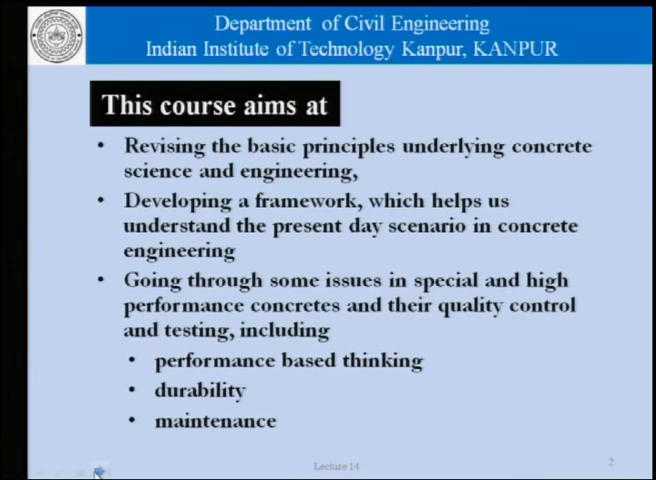 Department of Civil Engineering
Indian Institute of Technology Kanpur, KANPUR
This course aims at
• Revising the basic principles underlying concrete
science and engineering,
• Developing a framework, which helps us
understand the present day scenario in concrete
engineering
• Going through some issues in special and high
performance concretes and their quality control
and testing, including
• performance based thinking
• durability
• maintenance
Lecture 14
2